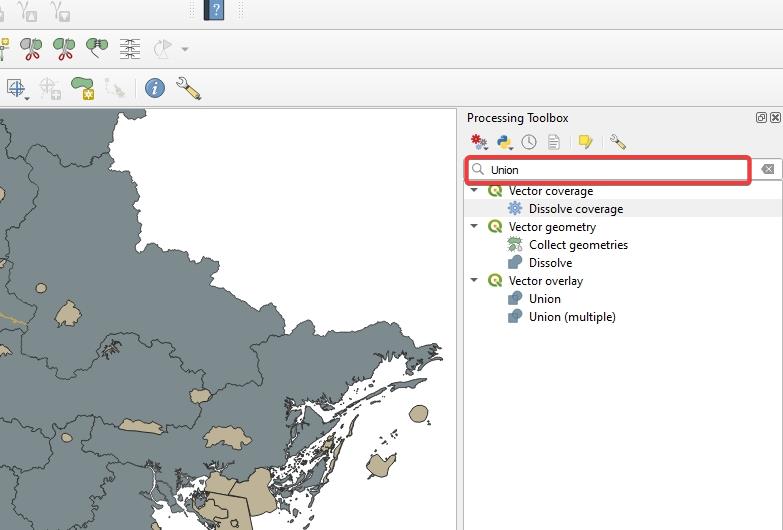 Processing Toolbox
Union
Vector coverage
Dissolve coverage
Vector geometry
Collect geometries
Dissolve
Vector overlay
Union
Union (multiple)